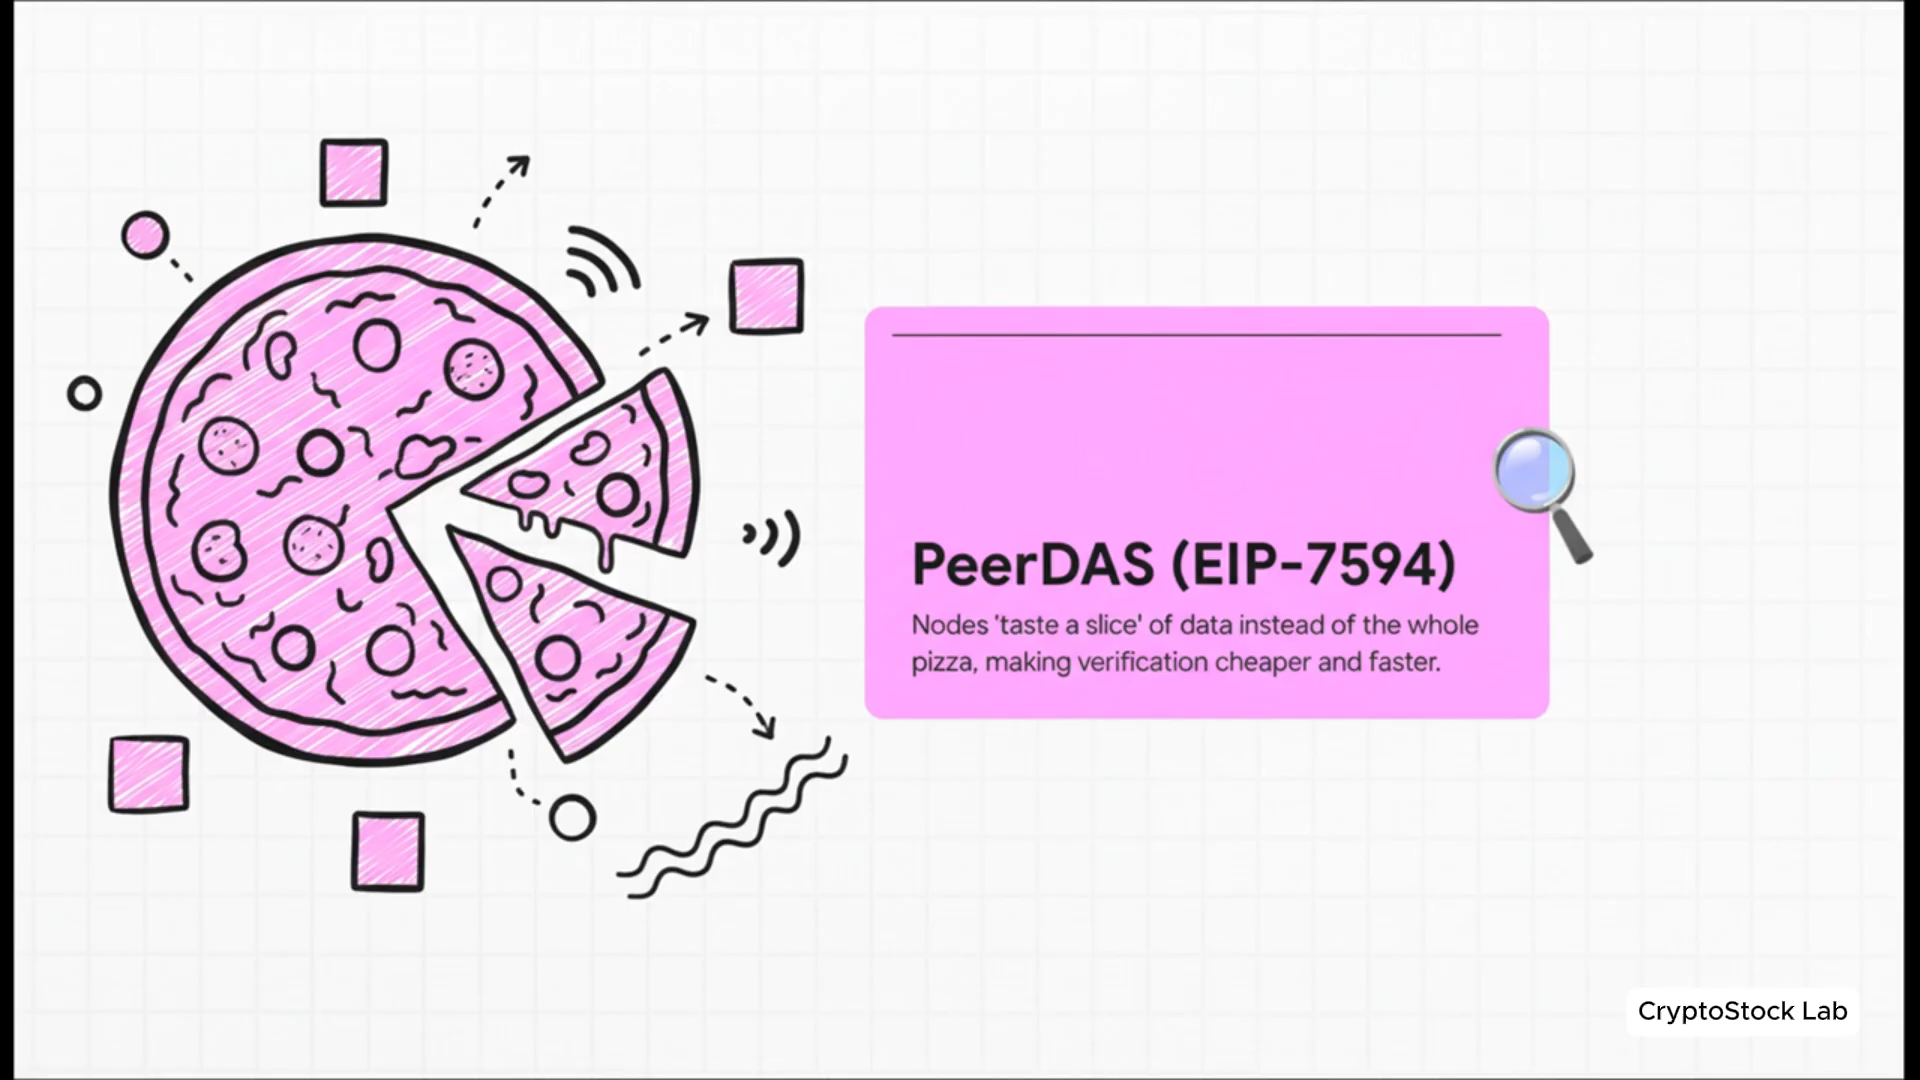 PeerDAS (EIP-7594)
Nodes 'taste a slice' of data instead of the whole
pizza, making verification cheaper and faster.
CryptoStock Lab